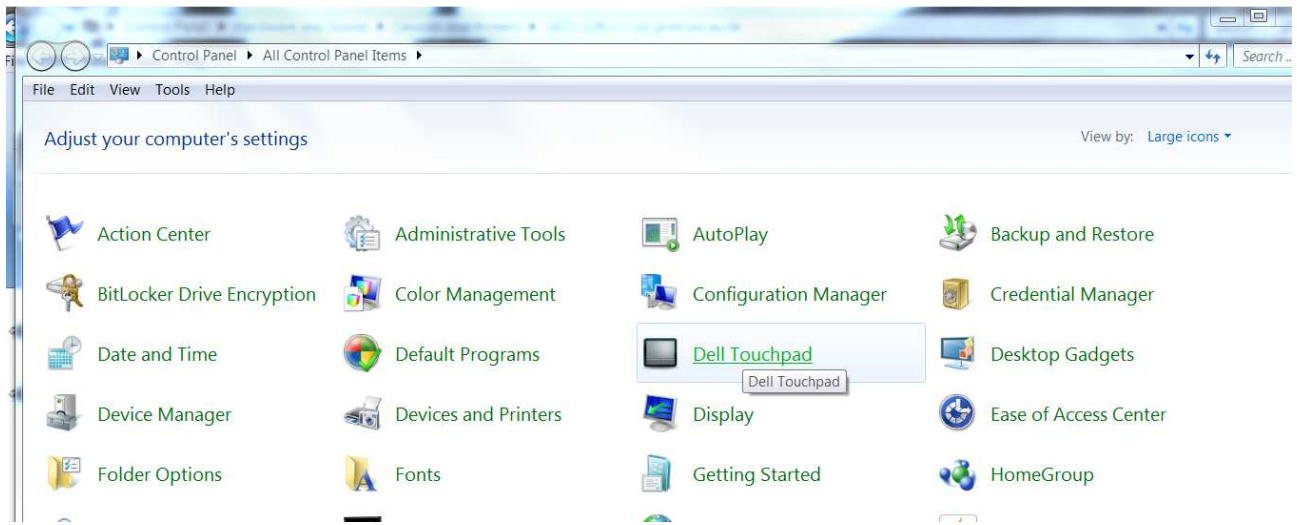 Control Panel ▸ All Control Panel Items ▸ Search ...
File Edit View Tools Help
Adjust your computer's settings View by: Large icons
Action Center Administrative Tools AutoPlay Backup and Restore
BitLocker Drive Encryption Color Management Configuration Manager Credential Manager
Date and Time Default Programs Dell Touchpad Desktop Gadgets
Dell Touchpad
Device Manager Devices and Printers Display Ease of Access Center
Folder Options Fonts Getting Started HomeGroup